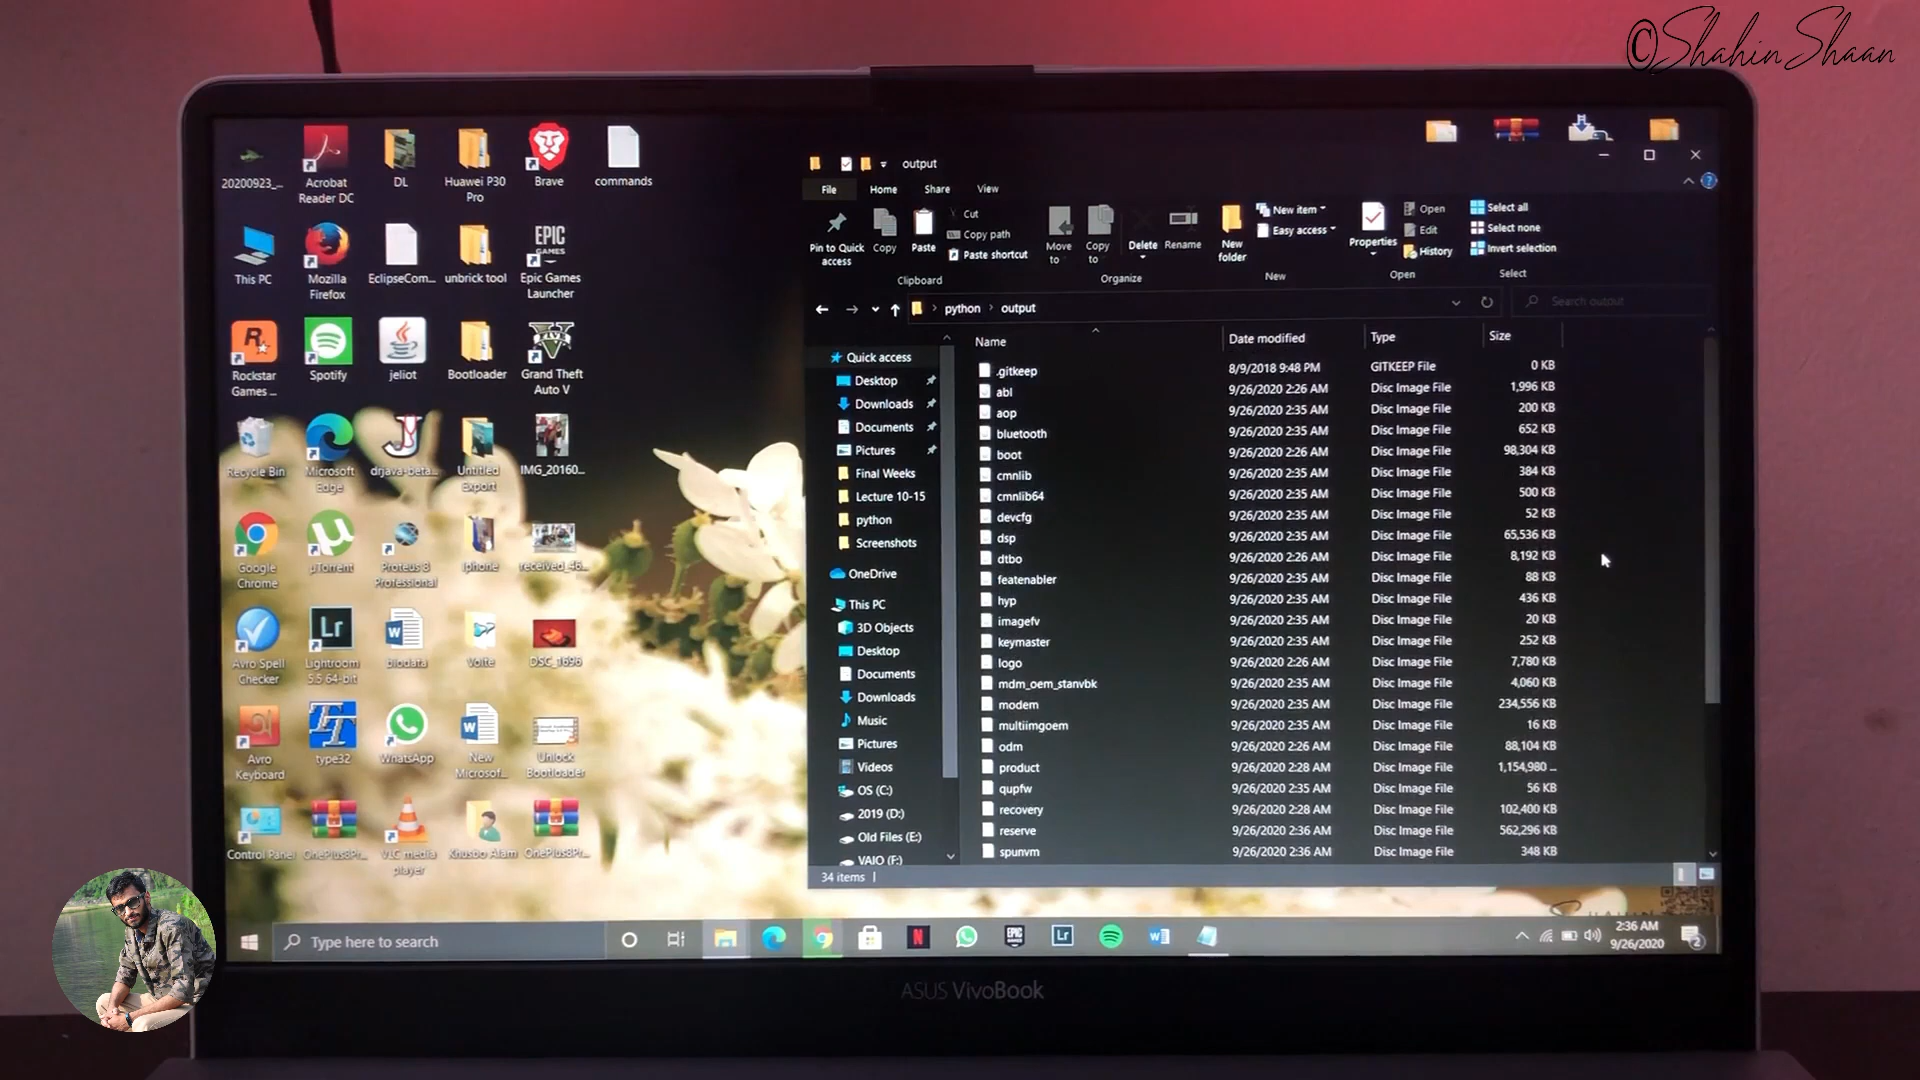 ©ShahinShaan
20200923_...
Acrobat Reader DC
DL
Huawei P30 Pro
Brave
commands
This PC
Mozilla Firefox
EclipseCom...
unbrick tool
EPIC GAMES
Epic Games Launcher
Rockstar Games ...
Spotify
jeliot
Bootloader
Grand Theft Auto V
Recycle Bin
Microsoft Edge
drjava-beta...
Untitled Export
IMG_20160...
Google Chrome
µTorrent
Proteus 8 Professional
Iphone
received_46...
Avro Spell Checker
Lr
Lightroom 5.5 64-bit
biodata
Volte
DSC_1696
Avro Keyboard
type32
WhatsApp
New Microsof...
Unlock Bootloader
Control Panel
OnePlus8Pr...
VLC media player
Khusbo Alam
OnePlus8Pr...
output
File Home Share View
Pin to Quick access
Copy
Paste
Cut
Copy path
Paste shortcut
Clipboard
Move to
Copy to
Delete
Rename
Organize
New folder
New item
Easy access
New
Properties
Open
Edit
History
Open
Select all
Select none
Invert selection
Select
python > output
Search output
Quick access
Desktop
Downloads
Documents
Pictures
Final Weeks
Lecture 10-15
python
Screenshots
OneDrive
This PC
3D Objects
Desktop
Documents
Downloads
Music
Pictures
Videos
OS (C:)
2019 (D:)
Old Files (E:)
VAIO (F:)
Name Date modified Type Size
.gitkeep 8/9/2018 9:48 PM GITKEEP File 0 KB
abl 9/26/2020 2:26 AM Disc Image File 1,996 KB
aop 9/26/2020 2:35 AM Disc Image File 200 KB
bluetooth 9/26/2020 2:35 AM Disc Image File 652 KB
boot 9/26/2020 2:26 AM Disc Image File 98,304 KB
cmnlib 9/26/2020 2:35 AM Disc Image File 384 KB
cmnlib64 9/26/2020 2:35 AM Disc Image File 500 KB
devcfg 9/26/2020 2:35 AM Disc Image File 52 KB
dsp 9/26/2020 2:35 AM Disc Image File 65,536 KB
dtbo 9/26/2020 2:26 AM Disc Image File 8,192 KB
featenabler 9/26/2020 2:35 AM Disc Image File 88 KB
hyp 9/26/2020 2:35 AM Disc Image File 436 KB
imagefv 9/26/2020 2:35 AM Disc Image File 20 KB
keymaster 9/26/2020 2:35 AM Disc Image File 252 KB
logo 9/26/2020 2:26 AM Disc Image File 7,780 KB
mdm_oem_stanvbk 9/26/2020 2:35 AM Disc Image File 4,060 KB
modem 9/26/2020 2:35 AM Disc Image File 234,556 KB
multiimgoem 9/26/2020 2:35 AM Disc Image File 16 KB
odm 9/26/2020 2:26 AM Disc Image File 88,104 KB
product 9/26/2020 2:28 AM Disc Image File 1,154,980 ...
qupfw 9/26/2020 2:35 AM Disc Image File 56 KB
recovery 9/26/2020 2:28 AM Disc Image File 102,400 KB
reserve 9/26/2020 2:36 AM Disc Image File 562,296 KB
spunvm 9/26/2020 2:36 AM Disc Image File 348 KB
34 items
Type here to search
N
EPIC GAMES
Lr
2:36 AM
9/26/2020
2
ASUS VivoBook